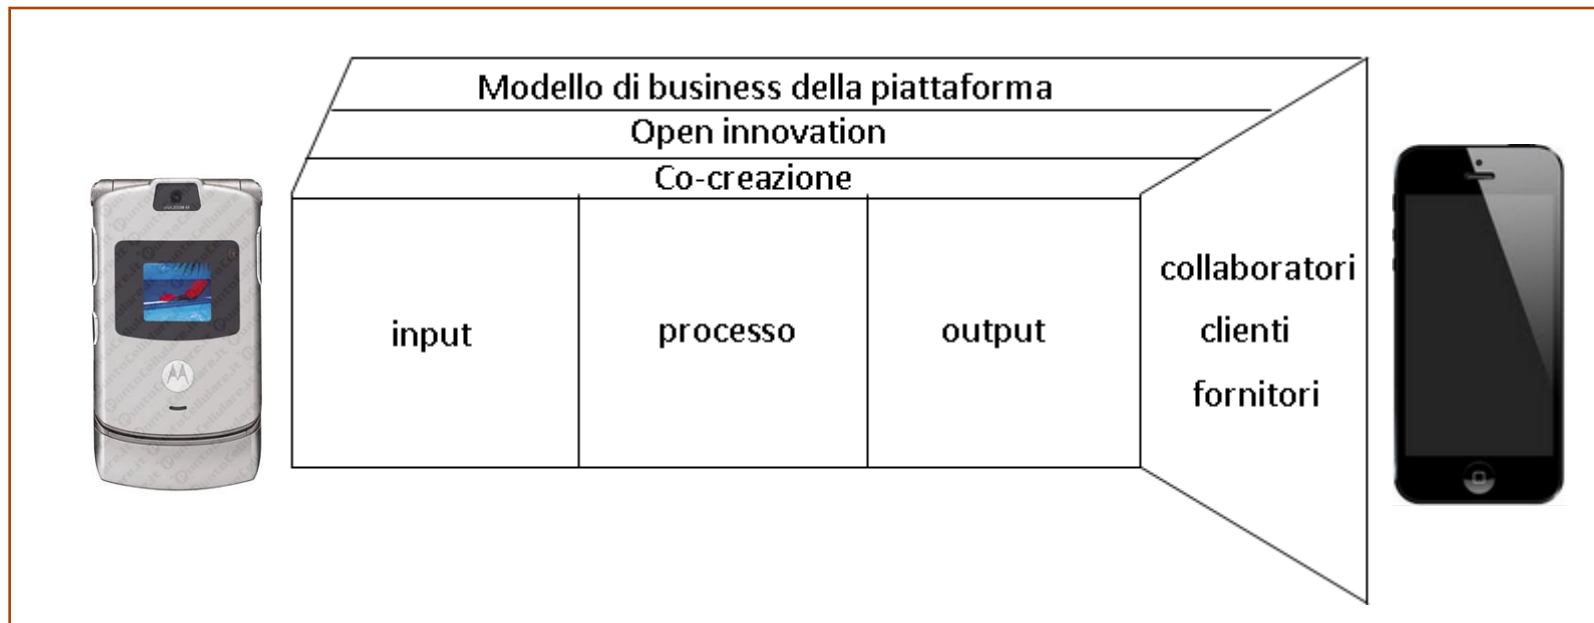 Modello di business della piattaforma
Open innovation
Co-creazione
input
processo
output
collaboratori
clienti
fornitori